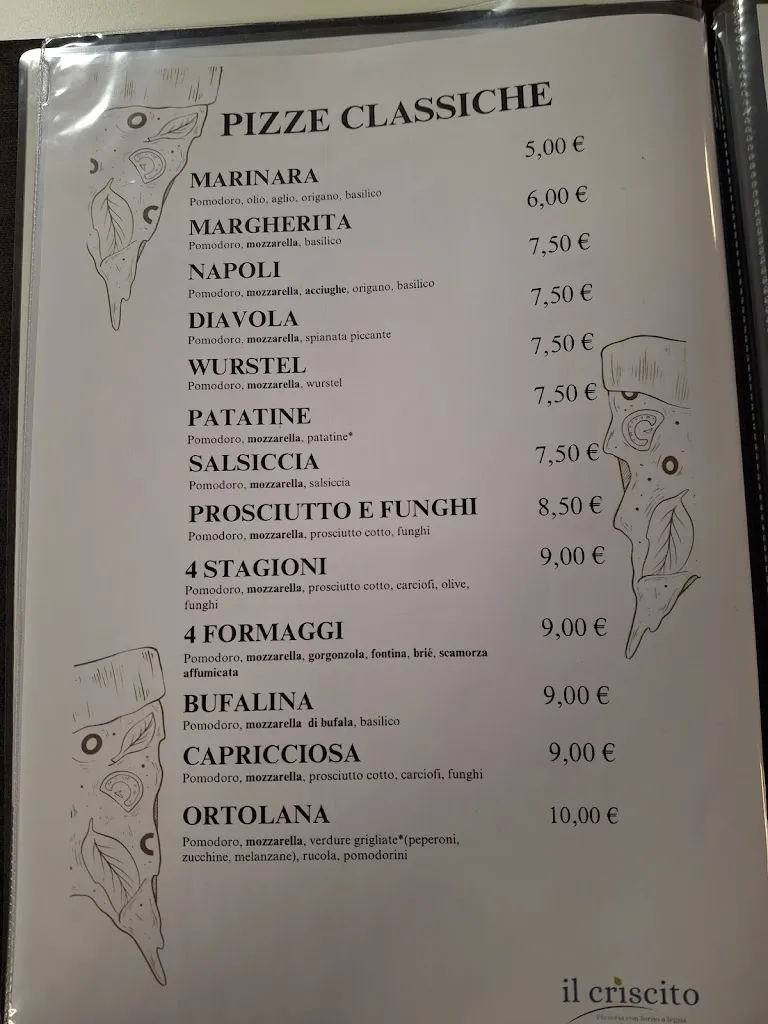 PIZZE CLASSICHE
MARINARA 5,00 €
Pomodoro, olio, aglio, origano, basilico
MARGHERITA 6,00 €
Pomodoro, mozzarella, basilico
NAPOLI 7,50 €
Pomodoro, mozzarella, acciughe, origano, basilico
DIAVOLA 7,50 €
Pomodoro, mozzarella, spianata piccante
WURSTEL 7,50 €
Pomodoro, mozzarella, wurstel
PATATINE 7,50 €
Pomodoro, mozzarella, patatine*
SALSICCIA 7,50 €
Pomodoro, mozzarella, salsiccia
PROSCIUTTO E FUNGHI 8,50 €
Pomodoro, mozzarella, prosciutto cotto, funghi
4 STAGIONI 9,00 €
Pomodoro, mozzarella, prosciutto cotto, carciofi, olive,
funghi
4 FORMAGGI 9,00 €
Pomodoro, mozzarella, gorgonzola, fontina, brié, scamorza
affumicata
BUFALINA 9,00 €
Pomodoro, mozzarella di bufala, basilico
CAPRICCIOSA 9,00 €
Pomodoro, mozzarella, prosciutto cotto, carciofi, funghi
ORTOLANA 10,00 €
Pomodoro, mozzarella, verdure grigliate*(peperoni,
zucchine, melanzane), rucola, pomodorini
il criscito
Pizzeria con forno a legna